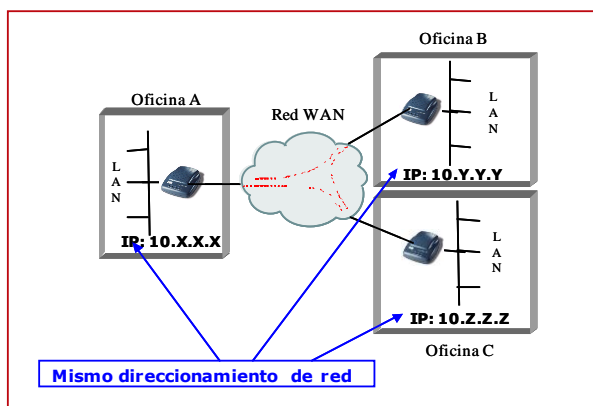 Oficina B
Oficina A
Red WAN
L
A
N
L
A
N
IP: 10.Y.Y.Y
IP: 10.X.X.X
L
A
N
IP: 10.Z.Z.Z
Oficina C
Mismo direccionamiento de red